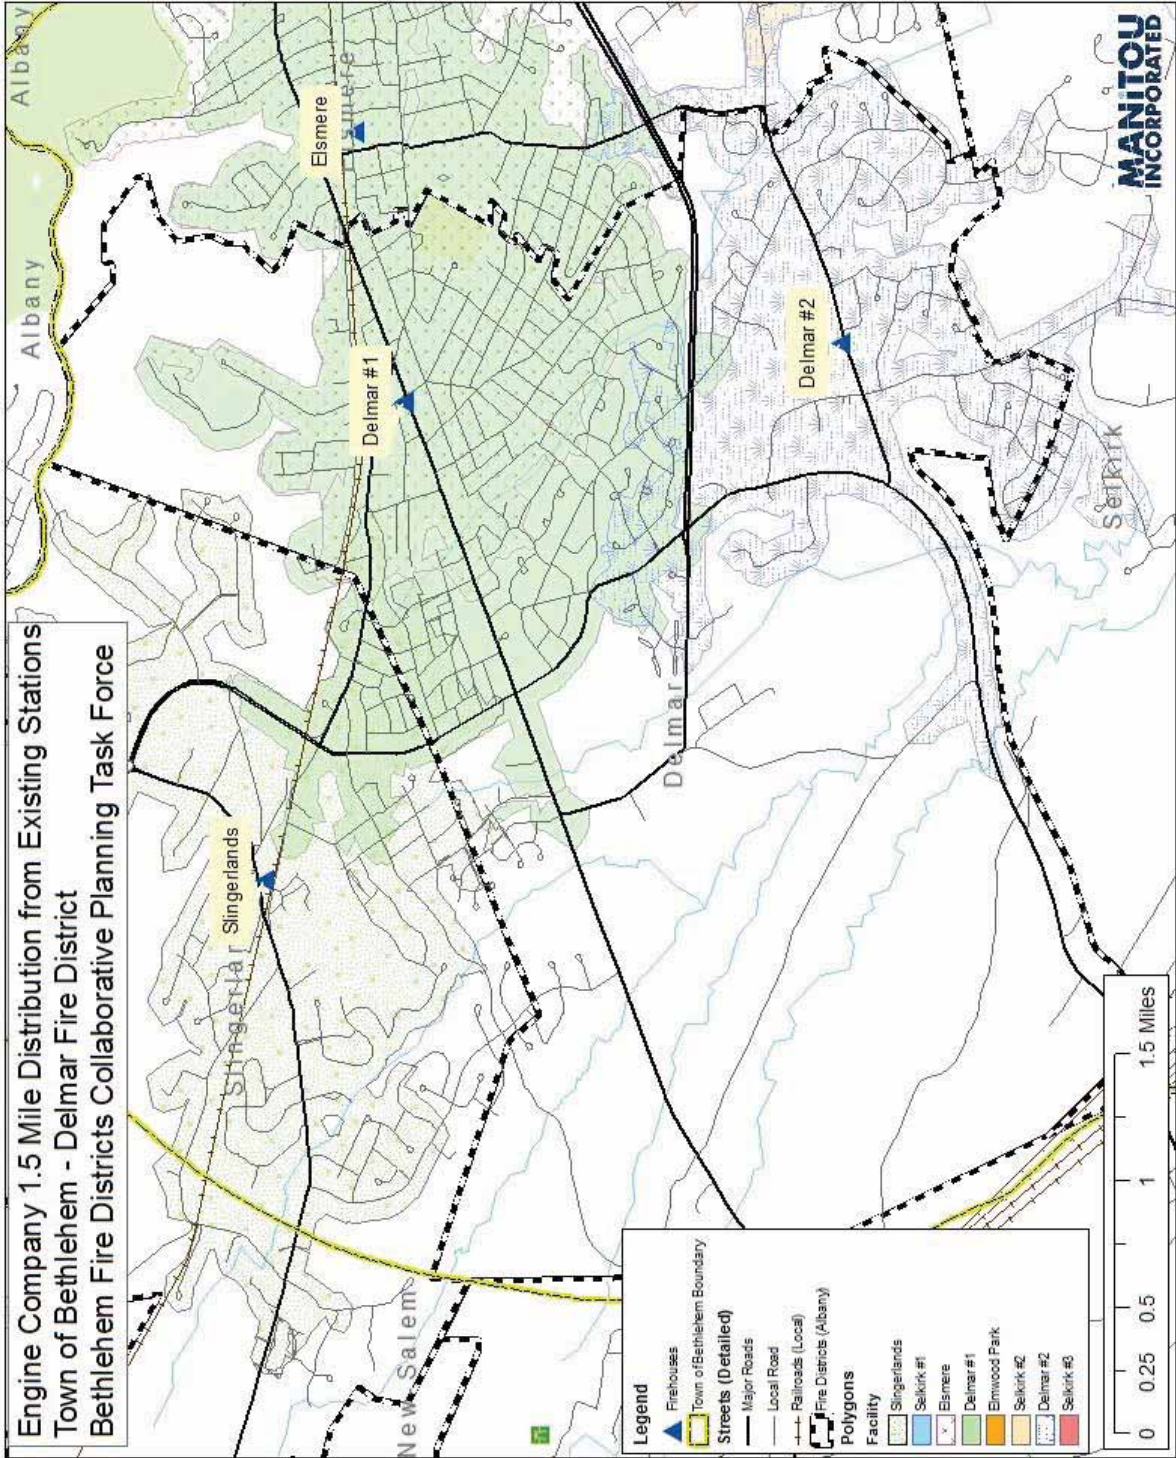 Engine Company 1.5 Mile Distribution from Existing Stations
Town of Bethlehem - Delmar Fire District
Bethlehem Fire Districts Collaborative Planning Task Force
Albany
Albany
Elsmere
Elsmere
Delmar #1
Slingerlands
Slingerlan
Delmar #2
Delmar
Selkirk
New Salem
MANITOU
INCORPORATED
Legend
Firehouses
Town of Bethlehem Boundary
Streets (Detailed)
Major Roads
Local Road
Railroads (Local)
Fire Districts (Albany)
Polygons
Facility
Slingerlands
Selkirk #1
Elsmere
Delmar #1
Elmwood Park
Selkirk #2
Delmar #2
Selkirk #3
0 0.25 0.5 1 1.5 Miles